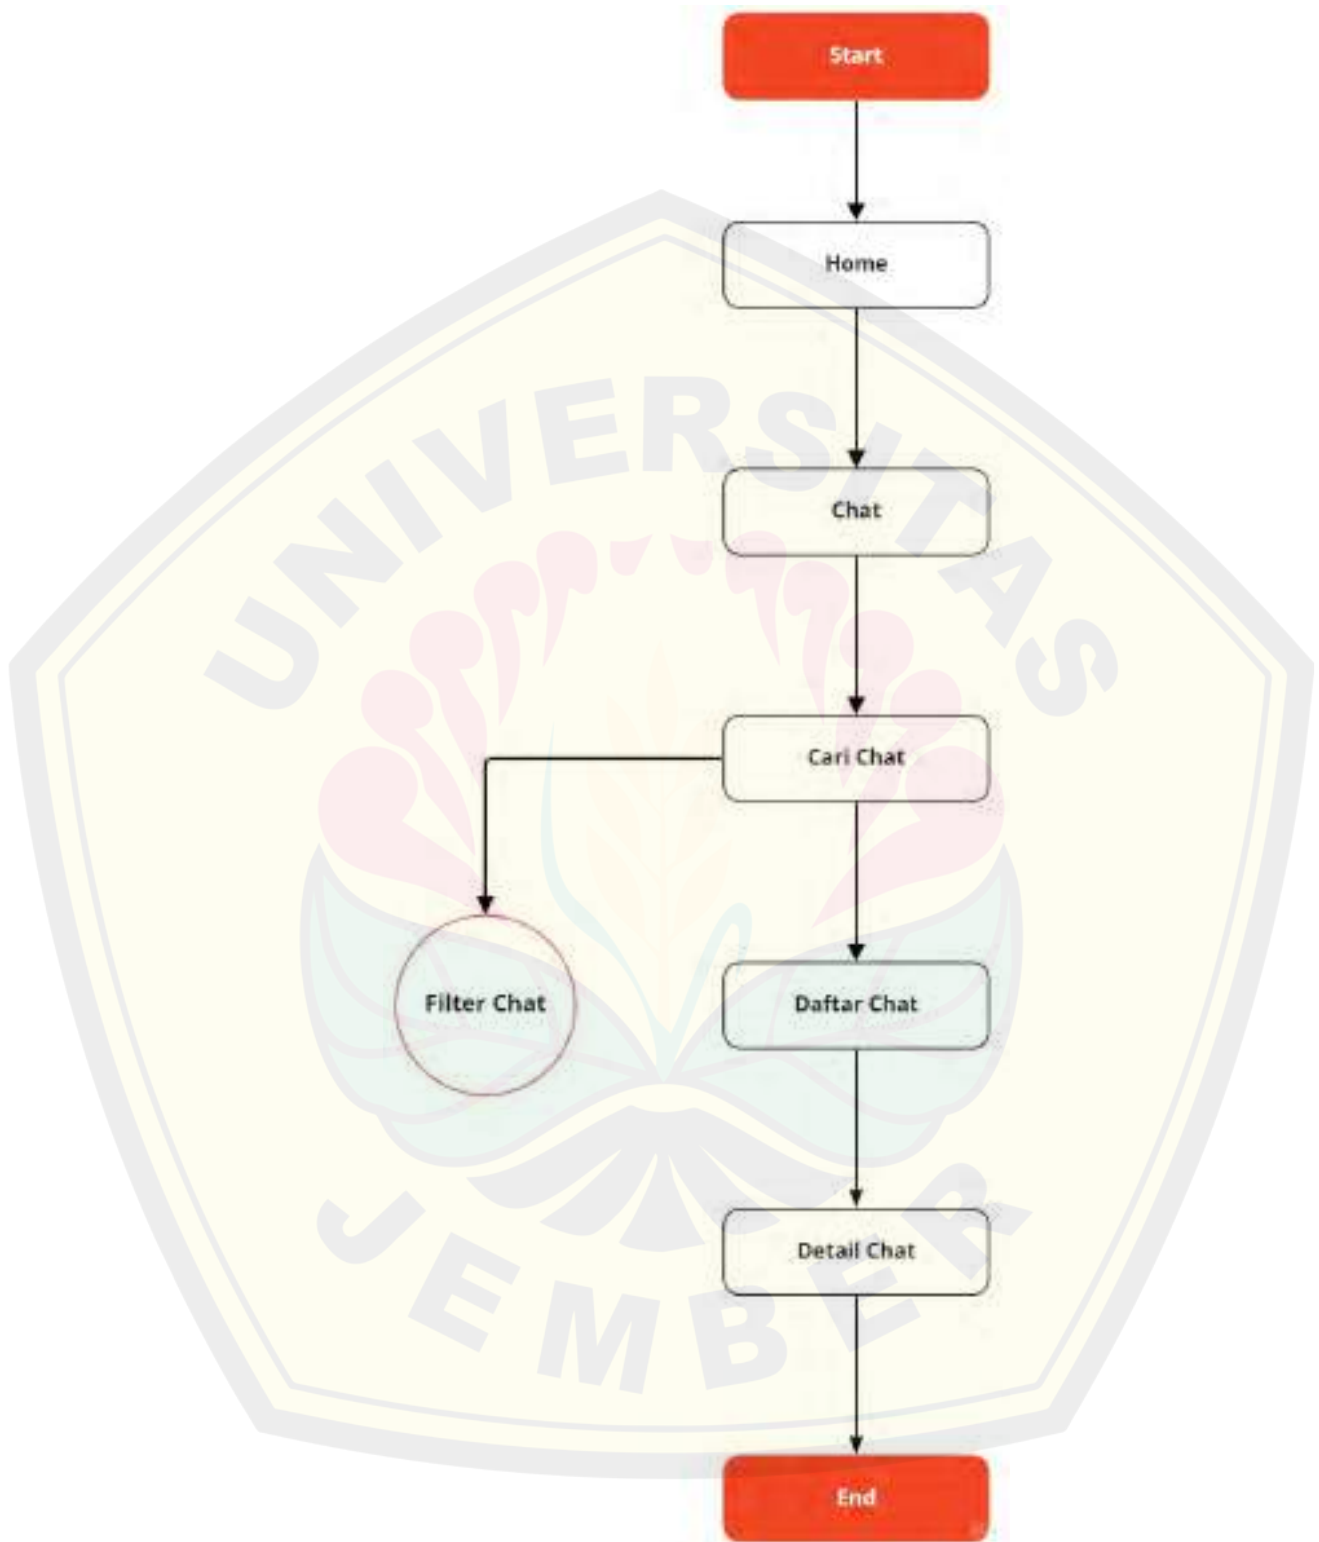 Start
Home
UNIVERSITAS
Chat
Cari Chat
Filter Chat
Daftar Chat
Detail Chat
JEMBER
End